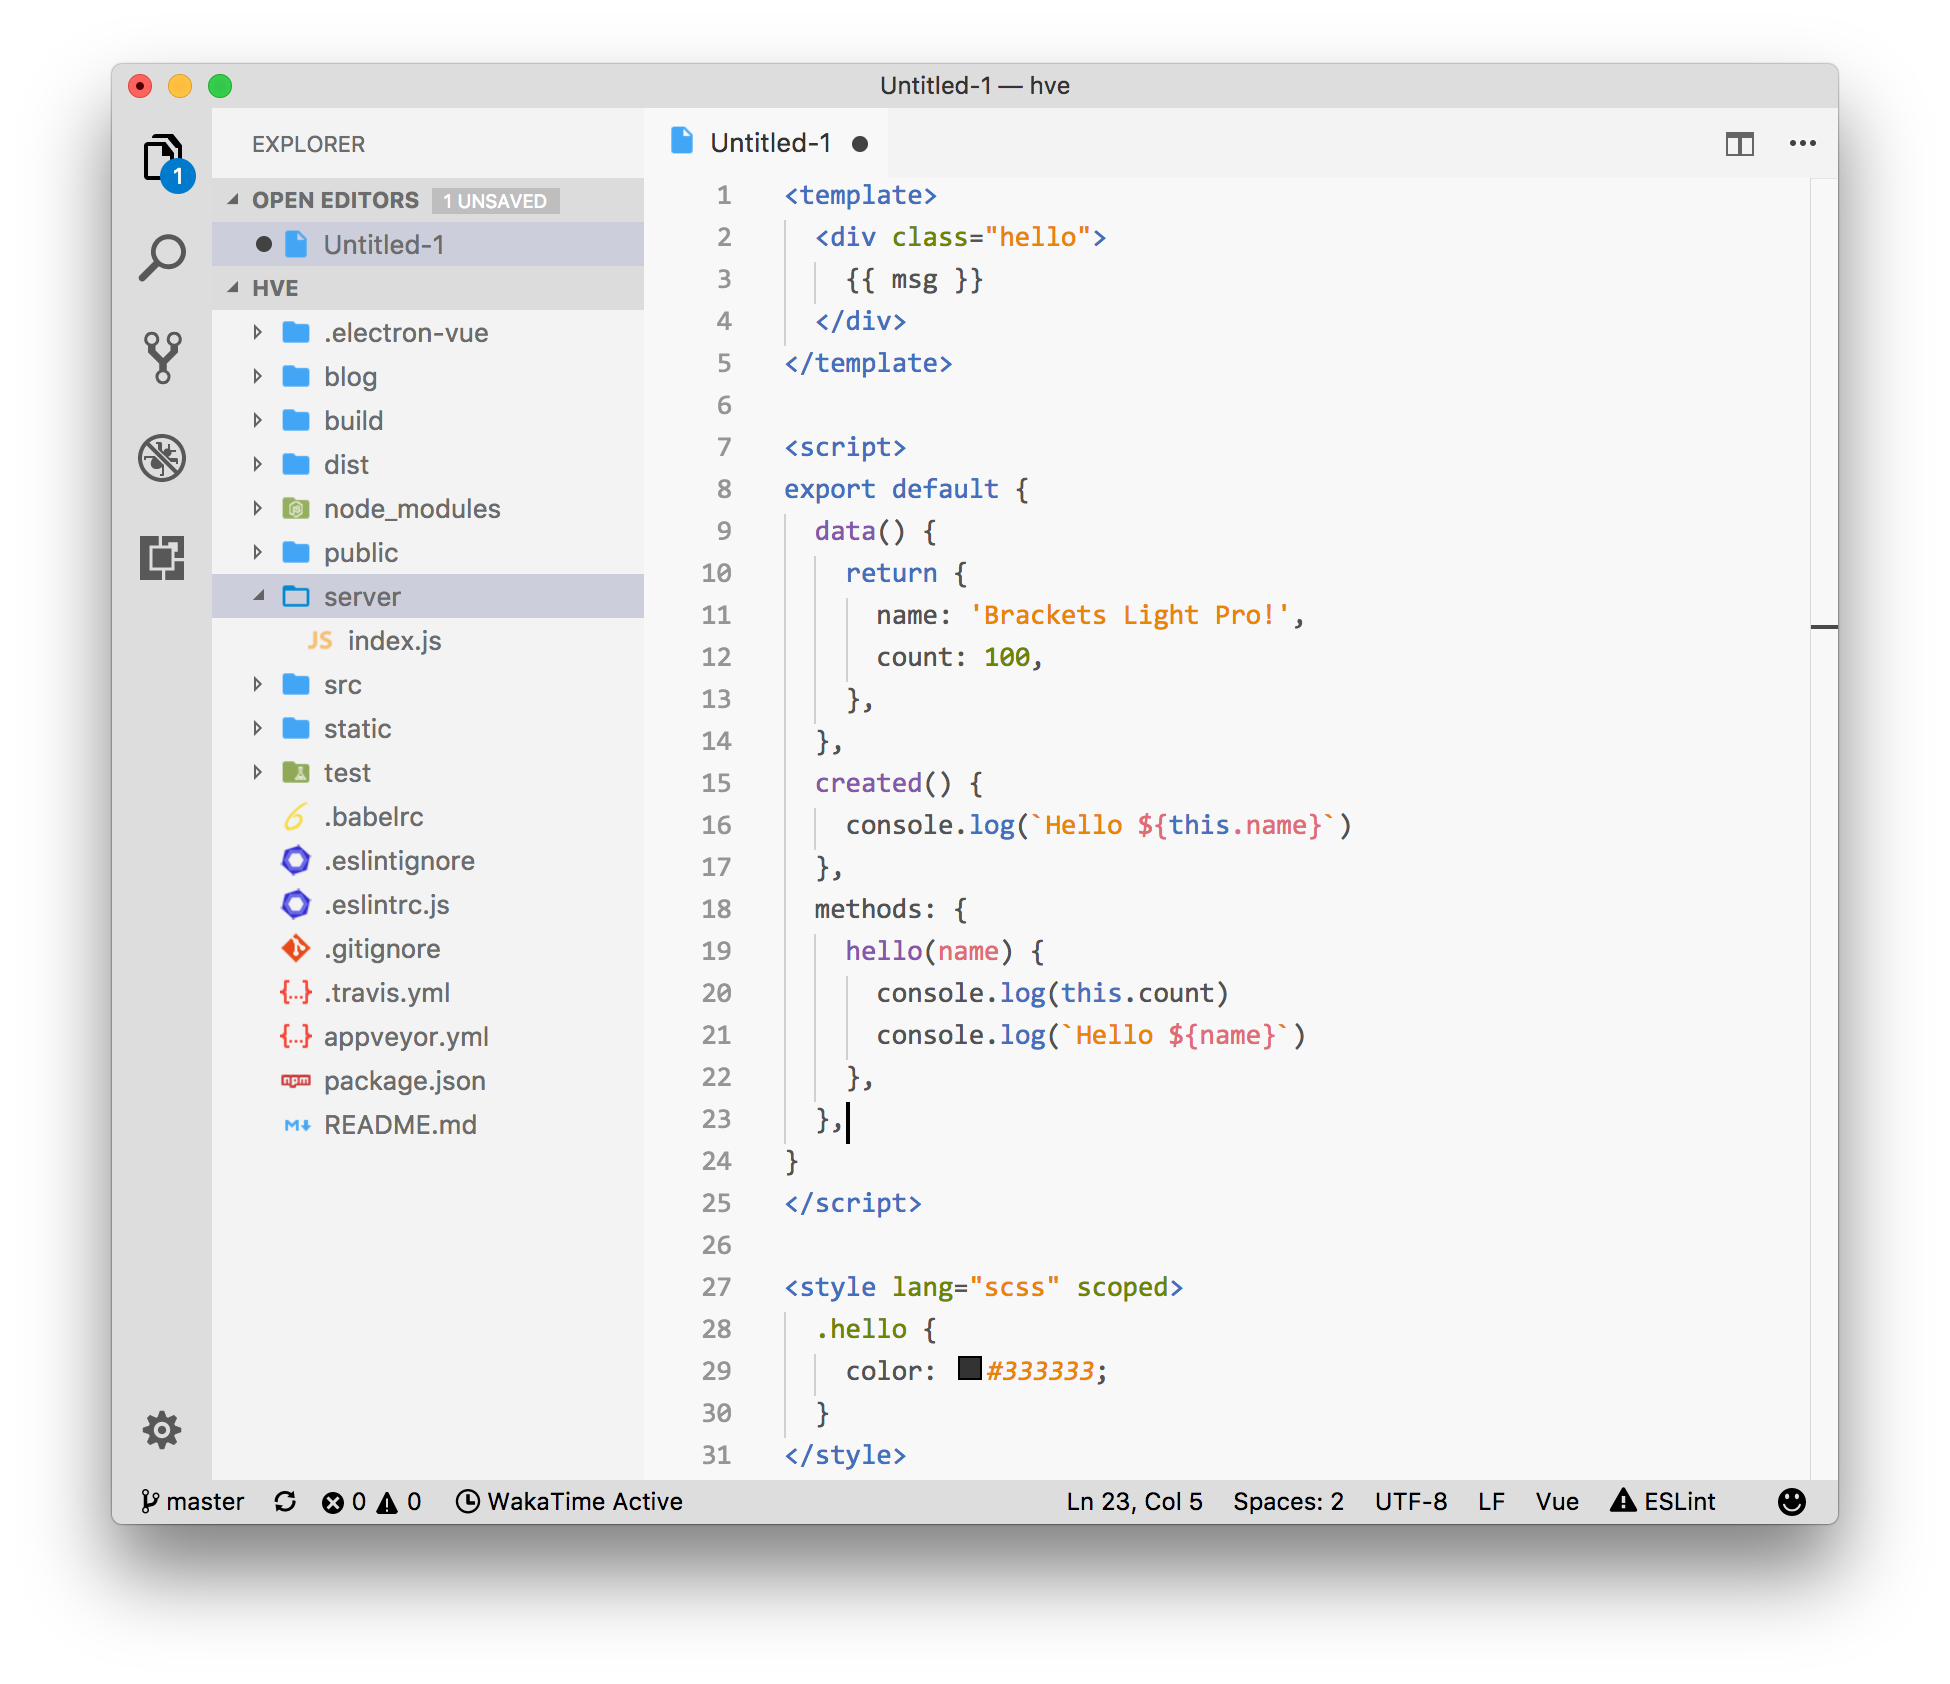 Untitled-1 — hve
1
EXPLORER
OPEN EDITORS 1 UNSAVED
Untitled-1
HVE
.electron-vue
blog
build
dist
node_modules
public
server
JS index.js
src
static
test
6 .babelrc
.eslintignore
.eslintrc.js
.gitignore
{...} .travis.yml
{...} appveyor.yml
npm package.json
M README.md
Untitled-1
1 <template>
2 <div class="hello">
3 {{ msg }}
4 </div>
5 </template>
6
7 <script>
8 export default {
9 data() {
10 return {
11 name: 'Brackets Light Pro!',
12 count: 100,
13 },
14 },
15 created() {
16 console.log(`Hello ${this.name}`)
17 },
18 methods: {
19 hello(name) {
20 console.log(this.count)
21 console.log(`Hello ${name}`)
22 },
23 },
24 }
25 </script>
26
27 <style lang="scss" scoped>
28 .hello {
29 color: #333333;
30 }
31 </style>
master 0 0 WakaTime Active Ln 23, Col 5 Spaces: 2 UTF-8 LF Vue ESLint